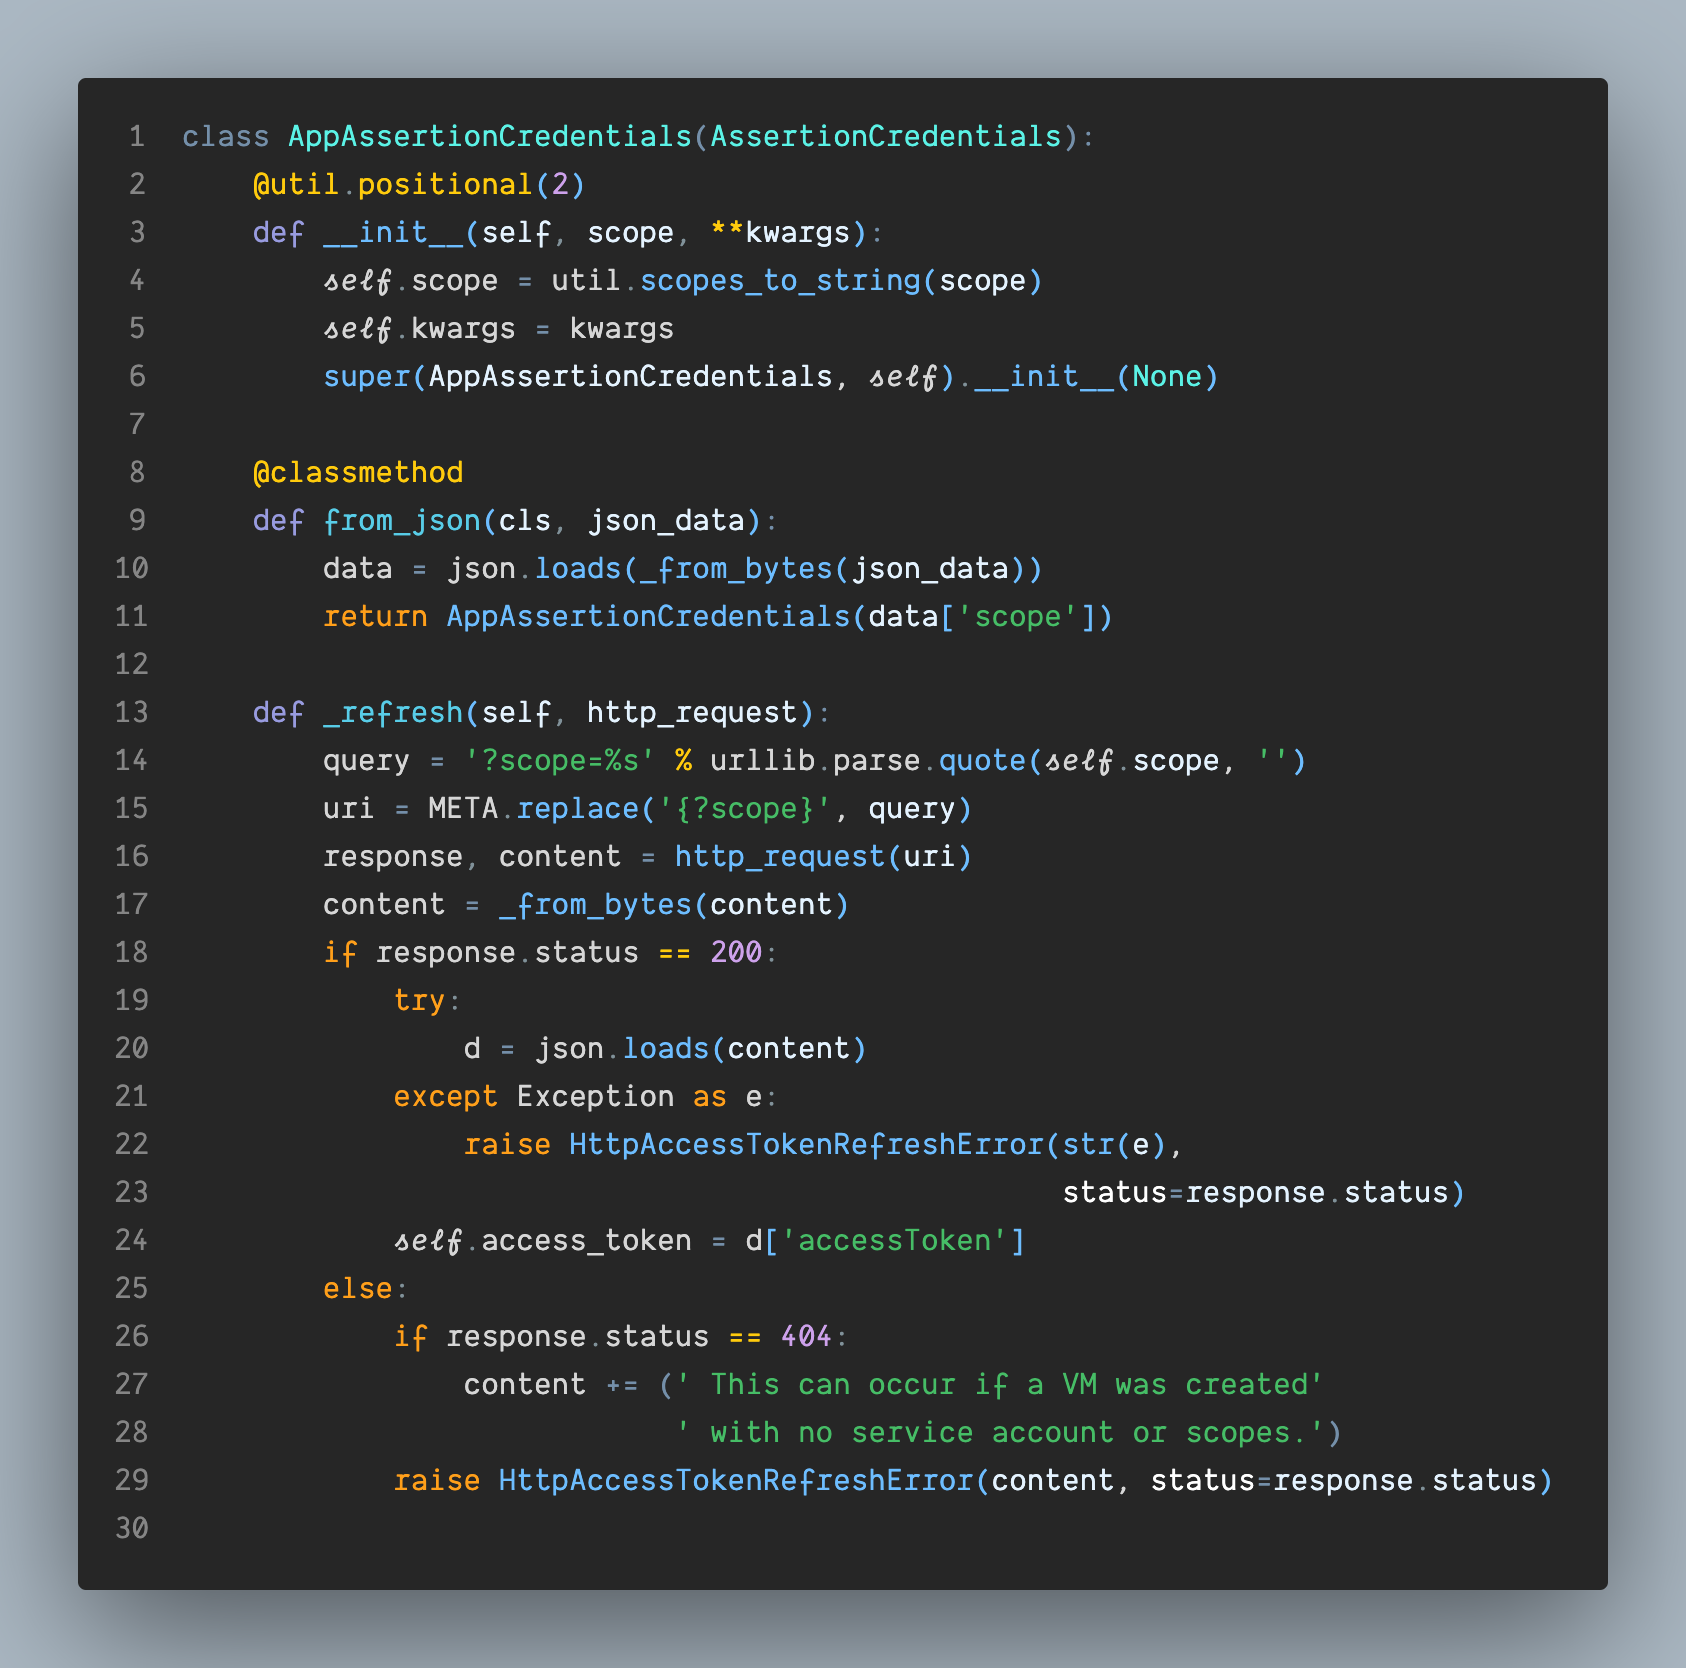 1 class AppAssertionCredentials(AssertionCredentials):
2     @util.positional(2)
3     def __init__(self, scope, **kwargs):
4         self.scope = util.scopes_to_string(scope)
5         self.kwargs = kwargs
6         super(AppAssertionCredentials, self).__init__(None)
7
8     @classmethod
9     def from_json(cls, json_data):
10         data = json.loads(_from_bytes(json_data))
11         return AppAssertionCredentials(data['scope'])
12
13     def _refresh(self, http_request):
14         query = '?scope=%s' % urllib.parse.quote(self.scope, '')
15         uri = META.replace('{?scope}', query)
16         response, content = http_request(uri)
17         content = _from_bytes(content)
18         if response.status == 200:
19             try:
20                 d = json.loads(content)
21             except Exception as e:
22                 raise HttpAccessTokenRefreshError(str(e),
23                                                   status=response.status)
24             self.access_token = d['accessToken']
25         else:
26             if response.status == 404:
27                 content += (' This can occur if a VM was created'
28                             ' with no service account or scopes.')
29             raise HttpAccessTokenRefreshError(content, status=response.status)
30